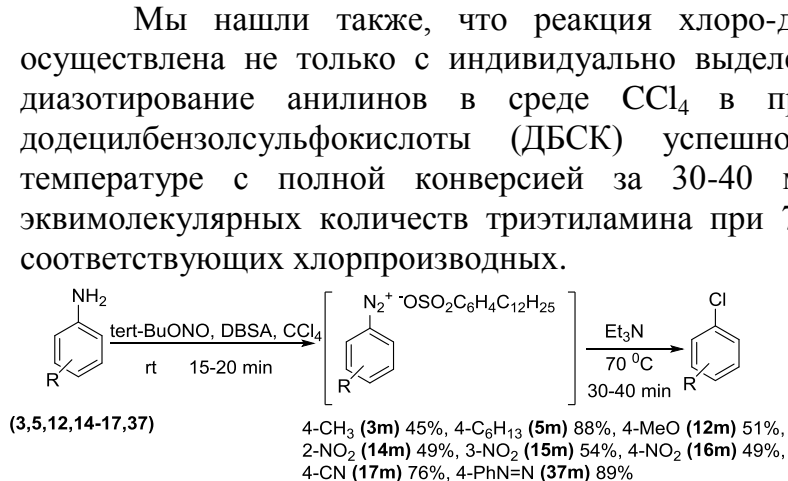 Мы нашли также, что реакция хлоро-д
осуществлена не только с индивидуально выдел
диазотирование анилинов в среде CCl₄ в п
додецилбензолсульфокислоты (ДБСК) успешно
температуре с полной конверсией за 30-40 м
эквимолекулярных количеств триэтиламина при 7
соответствующих хлорпроизводных.
NH₂
R
tert-BuONO, DBSA, CCl₄
rt 15-20 min
N₂⁺ ⁻OSO₂C₆H₄C₁₂H₂₅
R
Et₃N
70 ⁰C
30-40 min
Cl
R
(3,5,12,14-17,37)
4-CH₃ (3m) 45%, 4-C₆H₁₃ (5m) 88%, 4-MeO (12m) 51%,
2-NO₂ (14m) 49%, 3-NO₂ (15m) 54%, 4-NO₂ (16m) 49%,
4-CN (17m) 76%, 4-PhN=N (37m) 89%